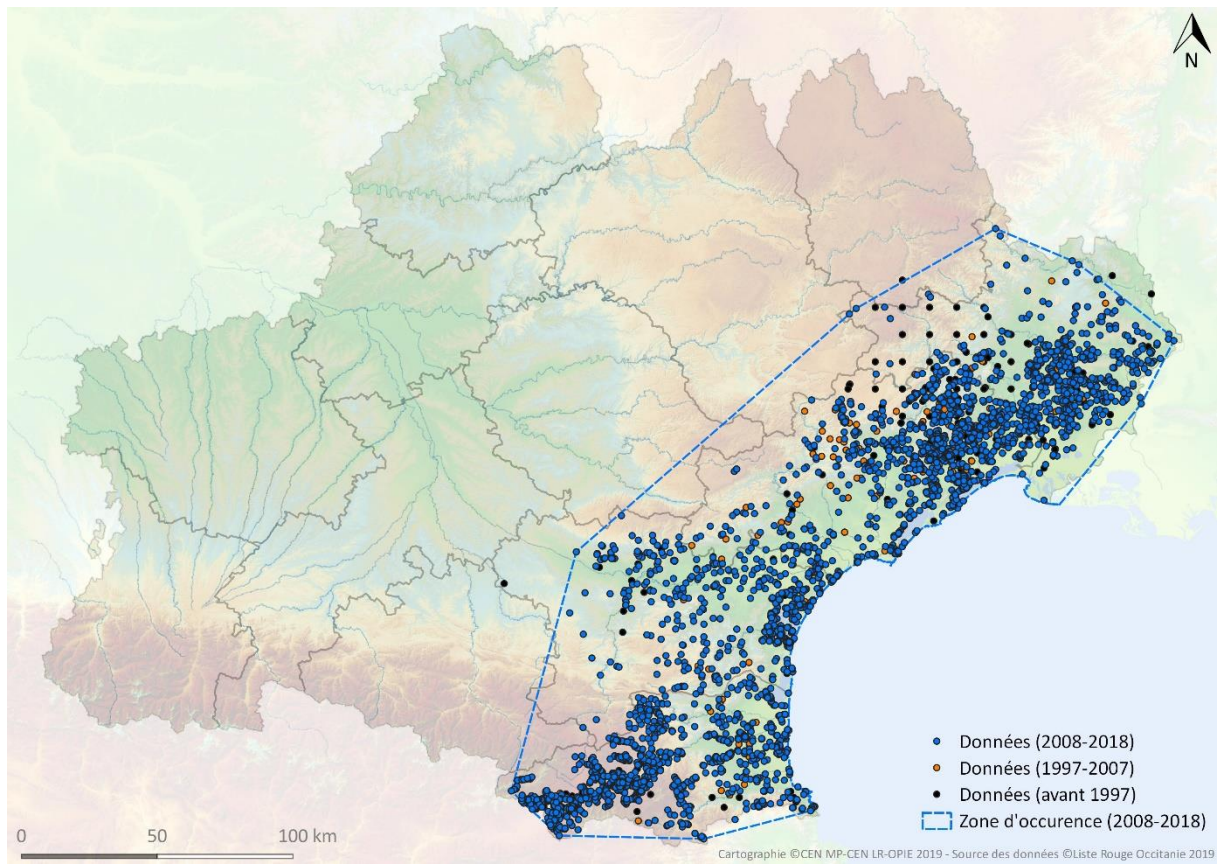 N
Données (2008-2018)
Données (1997-2007)
Données (avant 1997)
Zone d'occurence (2008-2018)
0 50 100 km
Cartographie ©CEN MP-CEN LR-OPIE 2019 - Source des données ©Liste Rouge Occitanie 2019